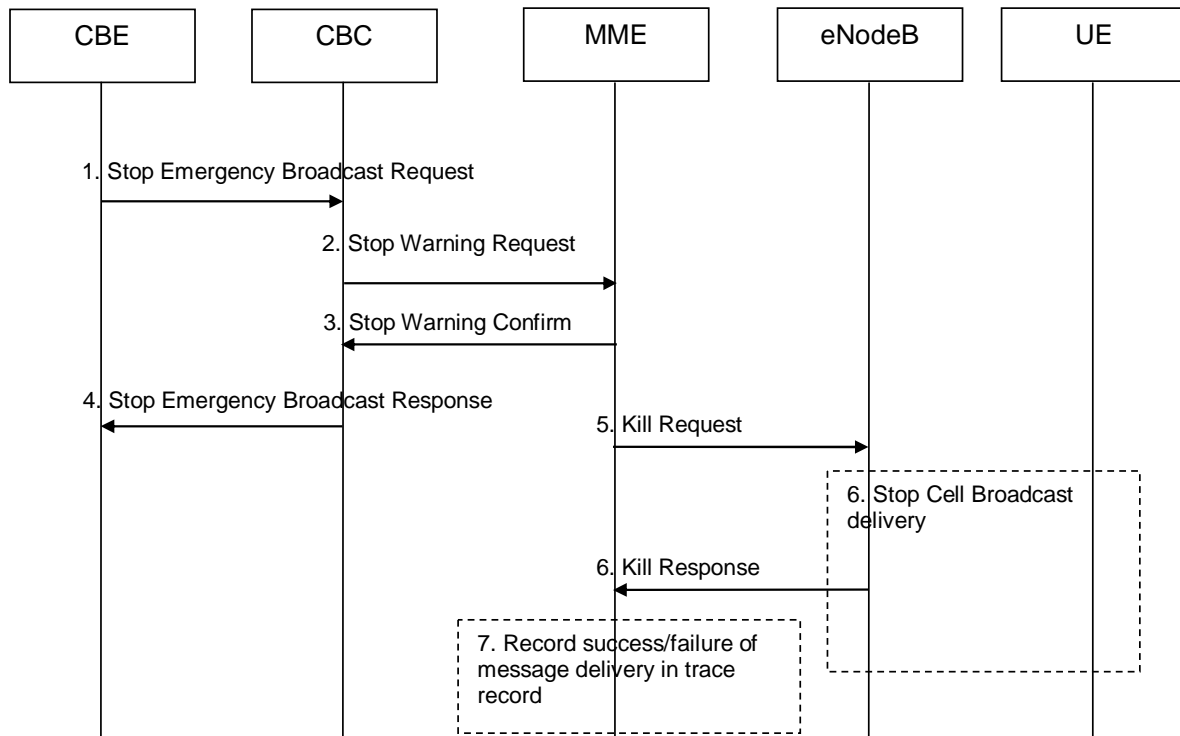 CBE
CBC
MME
eNodeB
UE
1. Stop Emergency Broadcast Request
2. Stop Warning Request
3. Stop Warning Confirm
4. Stop Emergency Broadcast Response
5. Kill Request
6. Stop Cell Broadcast
delivery
6. Kill Response
7. Record success/failure of
message delivery in trace
record